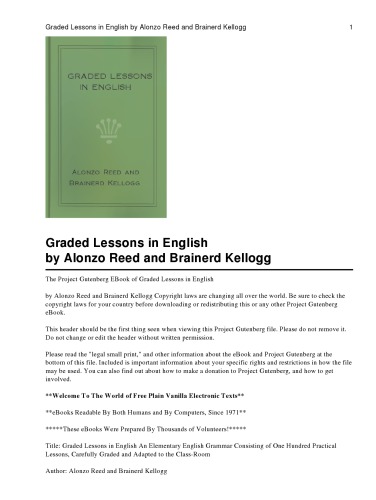 Graded Lessons in English by Alonzo Reed and Brainerd Kellogg 1
GRADED LESSONS
IN ENGLISH
ALONZO REED AND
BRAINERD KELLOGG
Graded Lessons in English
by Alonzo Reed and Brainerd Kellogg
The Project Gutenberg EBook of Graded Lessons in English
by Alonzo Reed and Brainerd Kellogg Copyright laws are changing all over the world. Be sure to check the
copyright laws for your country before downloading or redistributing this or any other Project Gutenberg
eBook.
This header should be the first thing seen when viewing this Project Gutenberg file. Please do not remove it.
Do not change or edit the header without written permission.
Please read the "legal small print," and other information about the eBook and Project Gutenberg at the
bottom of this file. Included is important information about your specific rights and restrictions in how the file
may be used. You can also find out about how to make a donation to Project Gutenberg, and how to get
involved.
**Welcome To The World of Free Plain Vanilla Electronic Texts**
**eBooks Readable By Both Humans and By Computers, Since 1971**
*****These eBooks Were Prepared By Thousands of Volunteers!*****
Title: Graded Lessons in English An Elementary English Grammar Consisting of One Hundred Practical
Lessons, Carefully Graded and Adapted to the Class-Room
Author: Alonzo Reed and Brainerd Kellogg